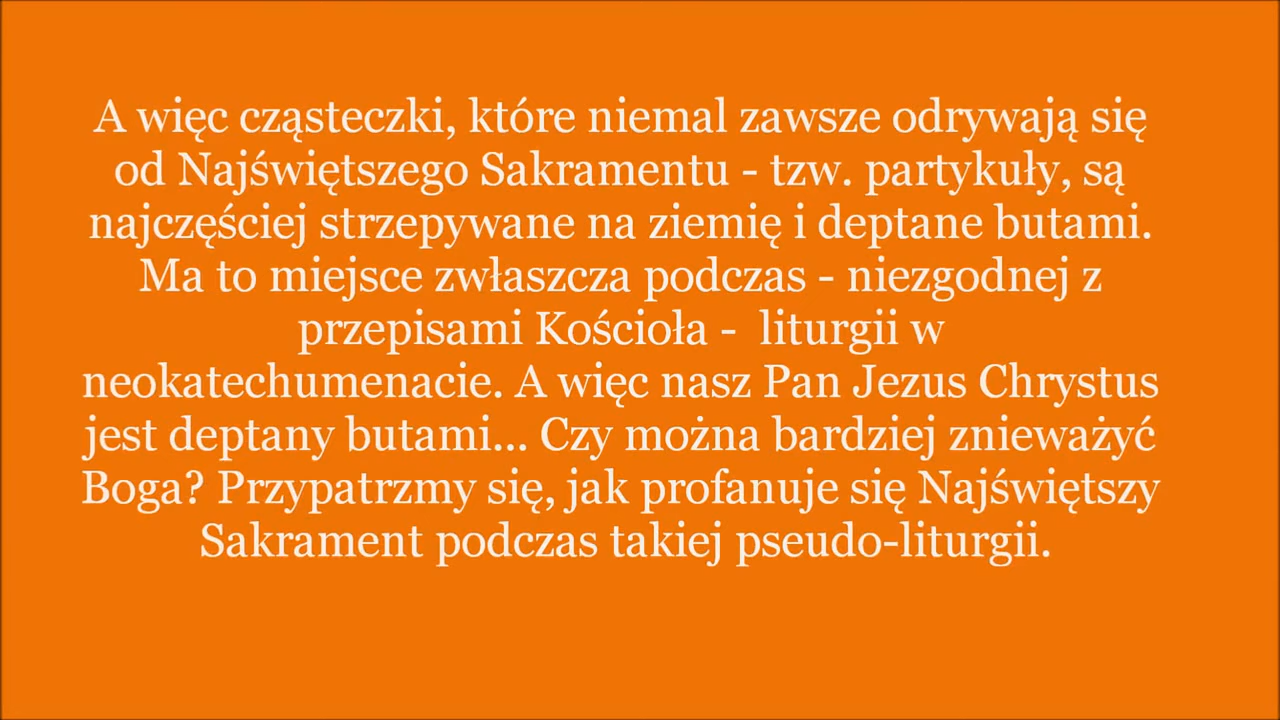 A więc cząsteczki, które niemal zawsze odrywają się
od Najświętszego Sakramentu - tzw. partykuły, są
najczęściej strzepywane na ziemię i deptane butami.
Ma to miejsce zwłaszcza podczas - niezgodnej z
przepisami Kościoła -  liturgii w
neokatechumenacie. A więc nasz Pan Jezus Chrystus
jest deptany butami... Czy można bardziej znieważyć
Boga? Przypatrzmy się, jak profanuje się Najświętszy
Sakrament podczas takiej pseudo-liturgii.